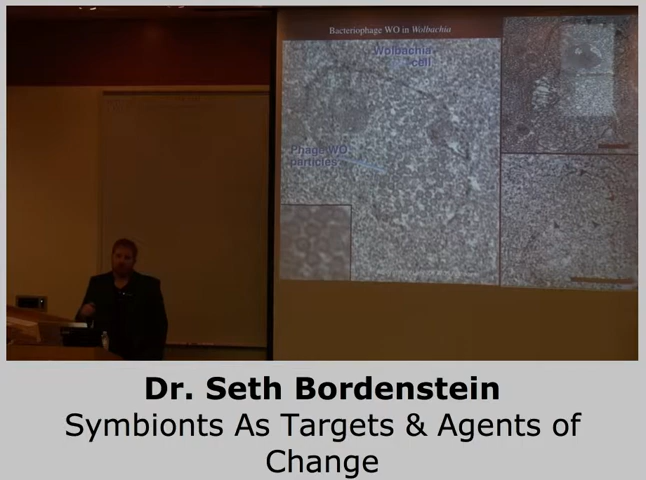 Bacteriophage WO in Wolbachia
Wolbachia
cell
Phage WO
particles
Dr. Seth Bordenstein
Symbionts As Targets & Agents of
Change